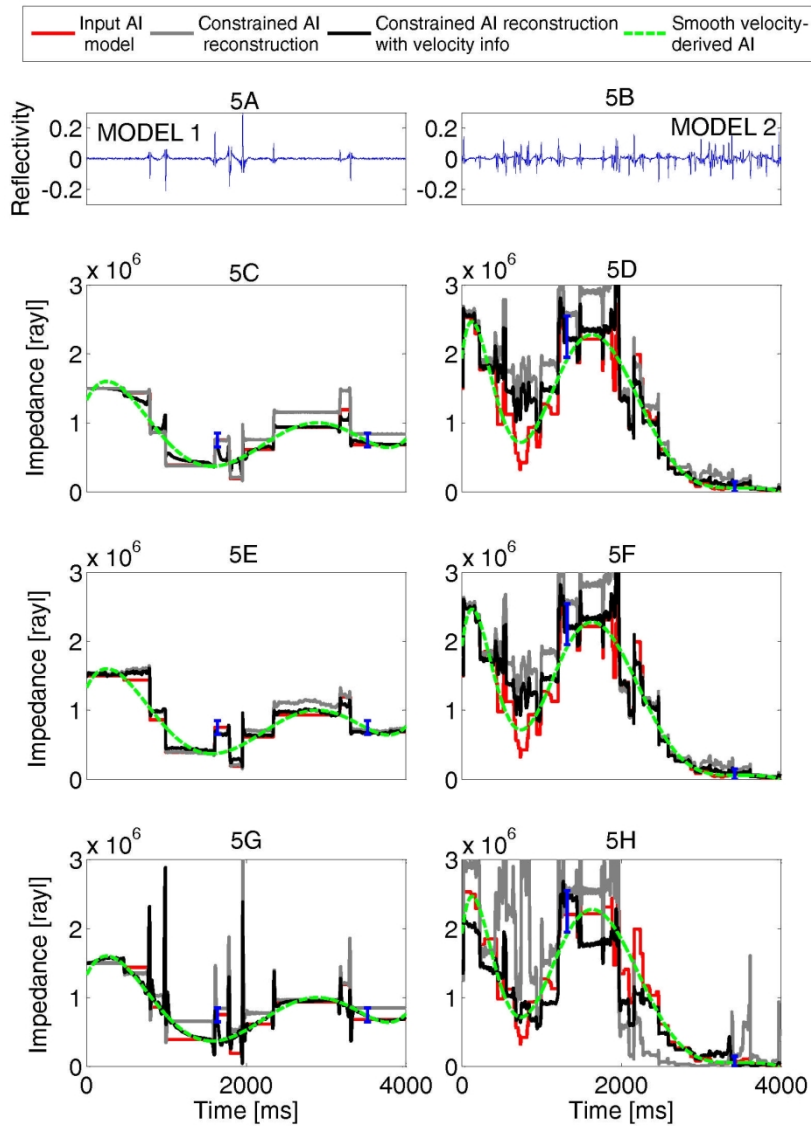 Input AI model
Constrained AI reconstruction
Constrained AI reconstruction with velocity info
Smooth velocity-derived AI
5A
5B
MODEL 1
MODEL 2
Reflectivity
0.2
0
-0.2
0.2
0
-0.2
x 10^6
5C
x 10^6
5D
Impedance [rayl]
3
2
1
0
3
2
1
0
x 10^6
5E
x 10^6
5F
Impedance [rayl]
3
2
1
0
3
2
1
0
x 10^6
5G
x 10^6
5H
Impedance [rayl]
3
2
1
0
3
2
1
0
0
2000
4000
0
2000
4000
Time [ms]
Time [ms]